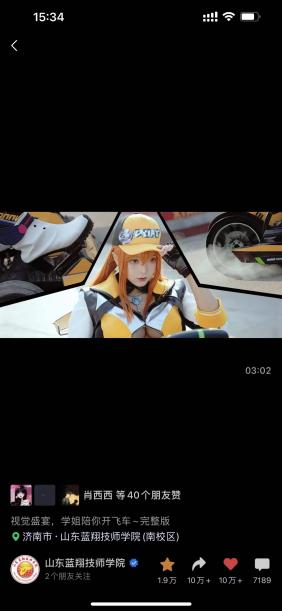 15:34
03:02
肖西西 等40个朋友赞
视觉盛宴，学姐陪你开飞车~完整版
济南市·山东蓝翔技师学院(南校区)
山东蓝翔技师学院
2个朋友关注
1.9万 10万+ 10万+ 7189